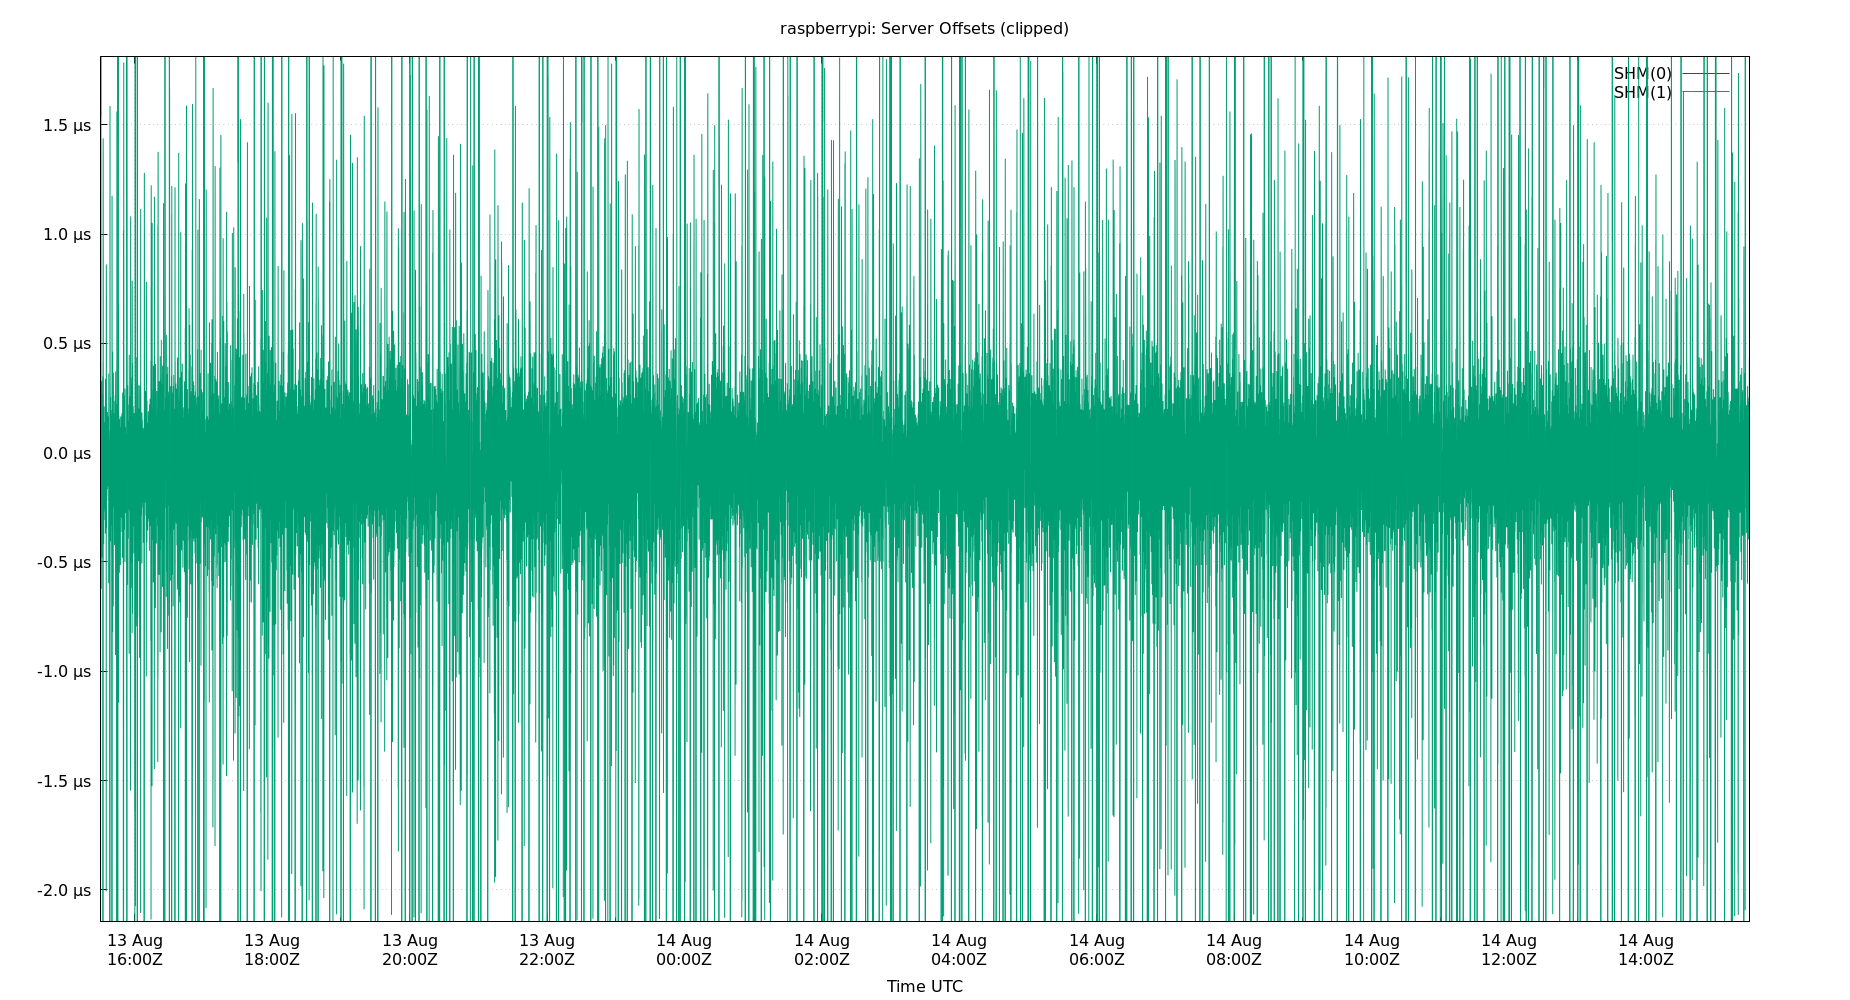 raspberrypi: Server Offsets (clipped)
SHM(0)
SHM(1)
1.5 µs
1.0 µs
0.5 µs
0.0 µs
-0.5 µs
-1.0 µs
-1.5 µs
-2.0 µs
13 Aug 13 Aug 13 Aug 13 Aug 14 Aug 14 Aug 14 Aug 14 Aug 14 Aug 14 Aug 14 Aug 14 Aug
16:00Z 18:00Z 20:00Z 22:00Z 00:00Z 02:00Z 04:00Z 06:00Z 08:00Z 10:00Z 12:00Z 14:00Z
Time UTC